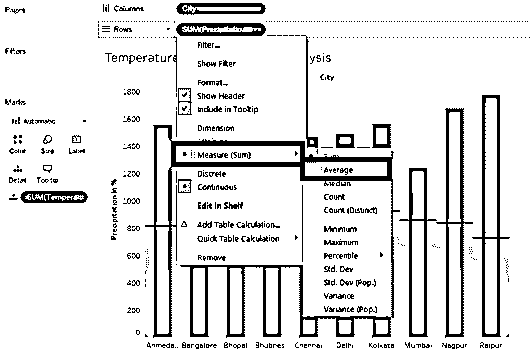 Pages
Columns
City
Rows
SUM(Precipitation
Filters
Marks
Automatic
Color
Size
Label
Detail
Tooltip
SUM(Tempera
Temperature
ysis
City
Filter...
Show Filter
Format...
Show Header
Include in Tooltip
Dimension
Measure (Sum)
Discrete
Continuous
Edit in Shelf
Add Table Calculation...
Quick Table Calculation
Remove
Average
Median
Count
Count (Distinct)
Minimum
Maximum
Percentile
Std. Dev
Std. Dev (Pop.)
Variance
Variance (Pop.)
Precipitation in %
1800
1600
1400
1200
1000
800
600
400
200
0
Ahmeda..
Bangalore
Bhopal
Bhubnes
Chennai
Delhi
Kolkata
Mumbai
Nagpur
Raipur